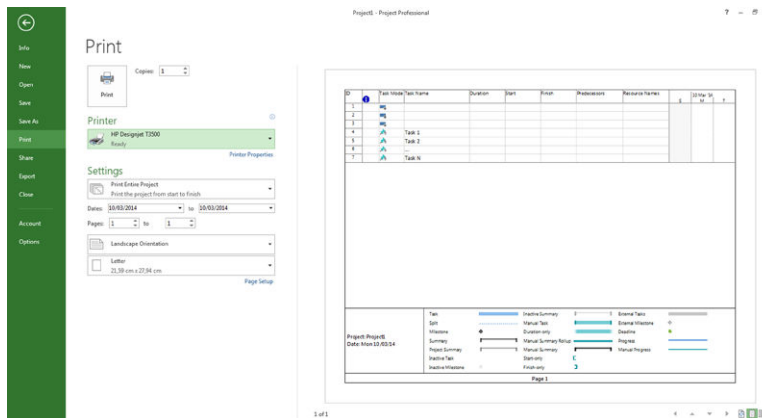 Project1 - Project Professional
?
Info
New
Open
Save
Save As
Print
Share
Export
Close
Account
Options
Print
Copies: 1
Print
Printer
HP Designjet T3500
Ready
Printer Properties
Settings
Print Entire Project
Print the project from start to finish
Dates: 10/03/2014 to 10/03/2014
Pages: 1 to 1
Landscape Orientation
Letter
21,59 cm x 27,94 cm
Page Setup
ID Task Mode Task Name Duration Start Finish Predecessors Resource Names
S M T
1
2
3
4 Task 1
5 Task 2
6 ...
7 Task N
Project: Project1
Date: Mon 10/03/14
Task
Split
Milestone
Summary
Project Summary
Inactive Task
Inactive Milestone
Inactive Summary
Manual Task
Duration-only
Manual Summary Rollup
Manual Summary
Start-only
Finish-only
External Tasks
External Milestone
Deadline
Progress
Manual Progress
Page 1
1 of 1